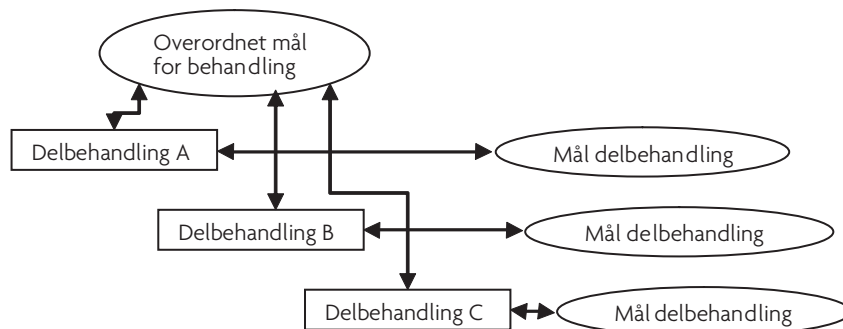 Overordnet mål
for behandling
Delbehandling A
Mål delbehandling
Delbehandling B
Mål delbehandling
Delbehandling C
Mål delbehandling